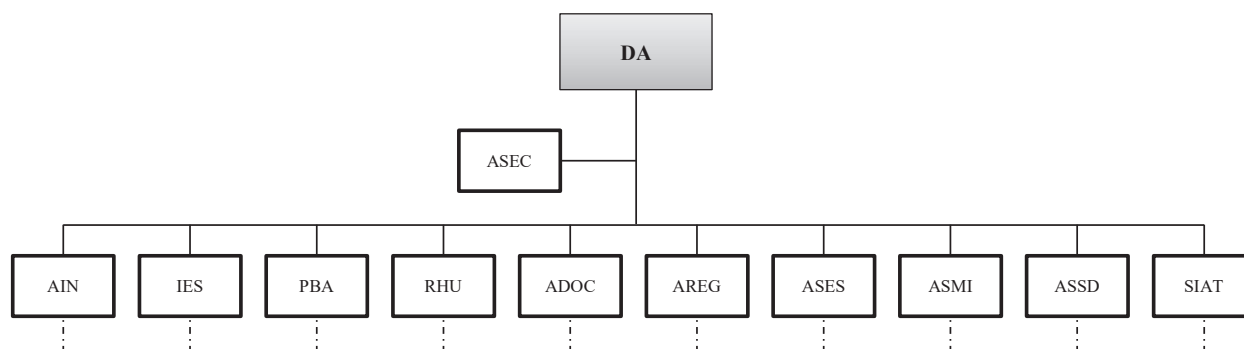 DA
ASEC
AIN IES PBA RHU ADOC AREG ASES ASMI ASSD SIAT